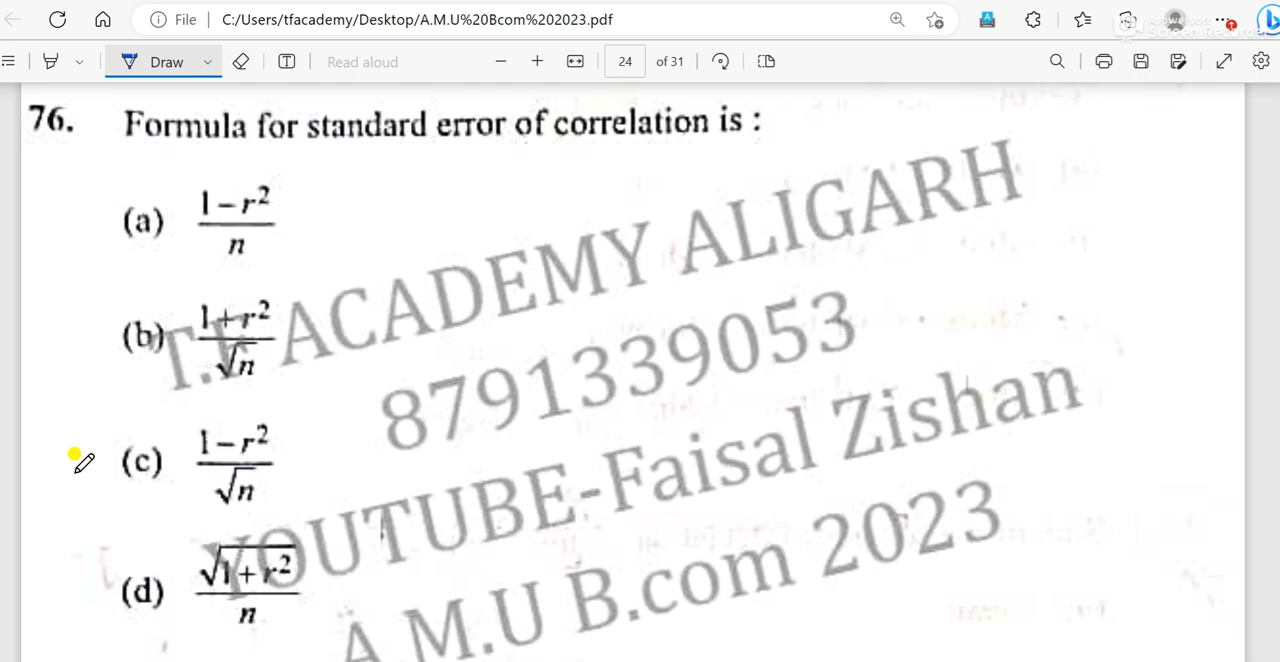 File | C:/Users/tfacademy/Desktop/A.M.U%20Bcom%202023.pdf
Draw
Read aloud
24 of 31
76. Formula for standard error of correlation is :
(a) 1−r²/n
(b) 1+r²/√n
(c) 1−r²/√n
(d) √1+r²/n
T.F ACADEMY ALIGARH
8791339053
YOUTUBE-Faisal Zishan
A.M.U B.com 2023